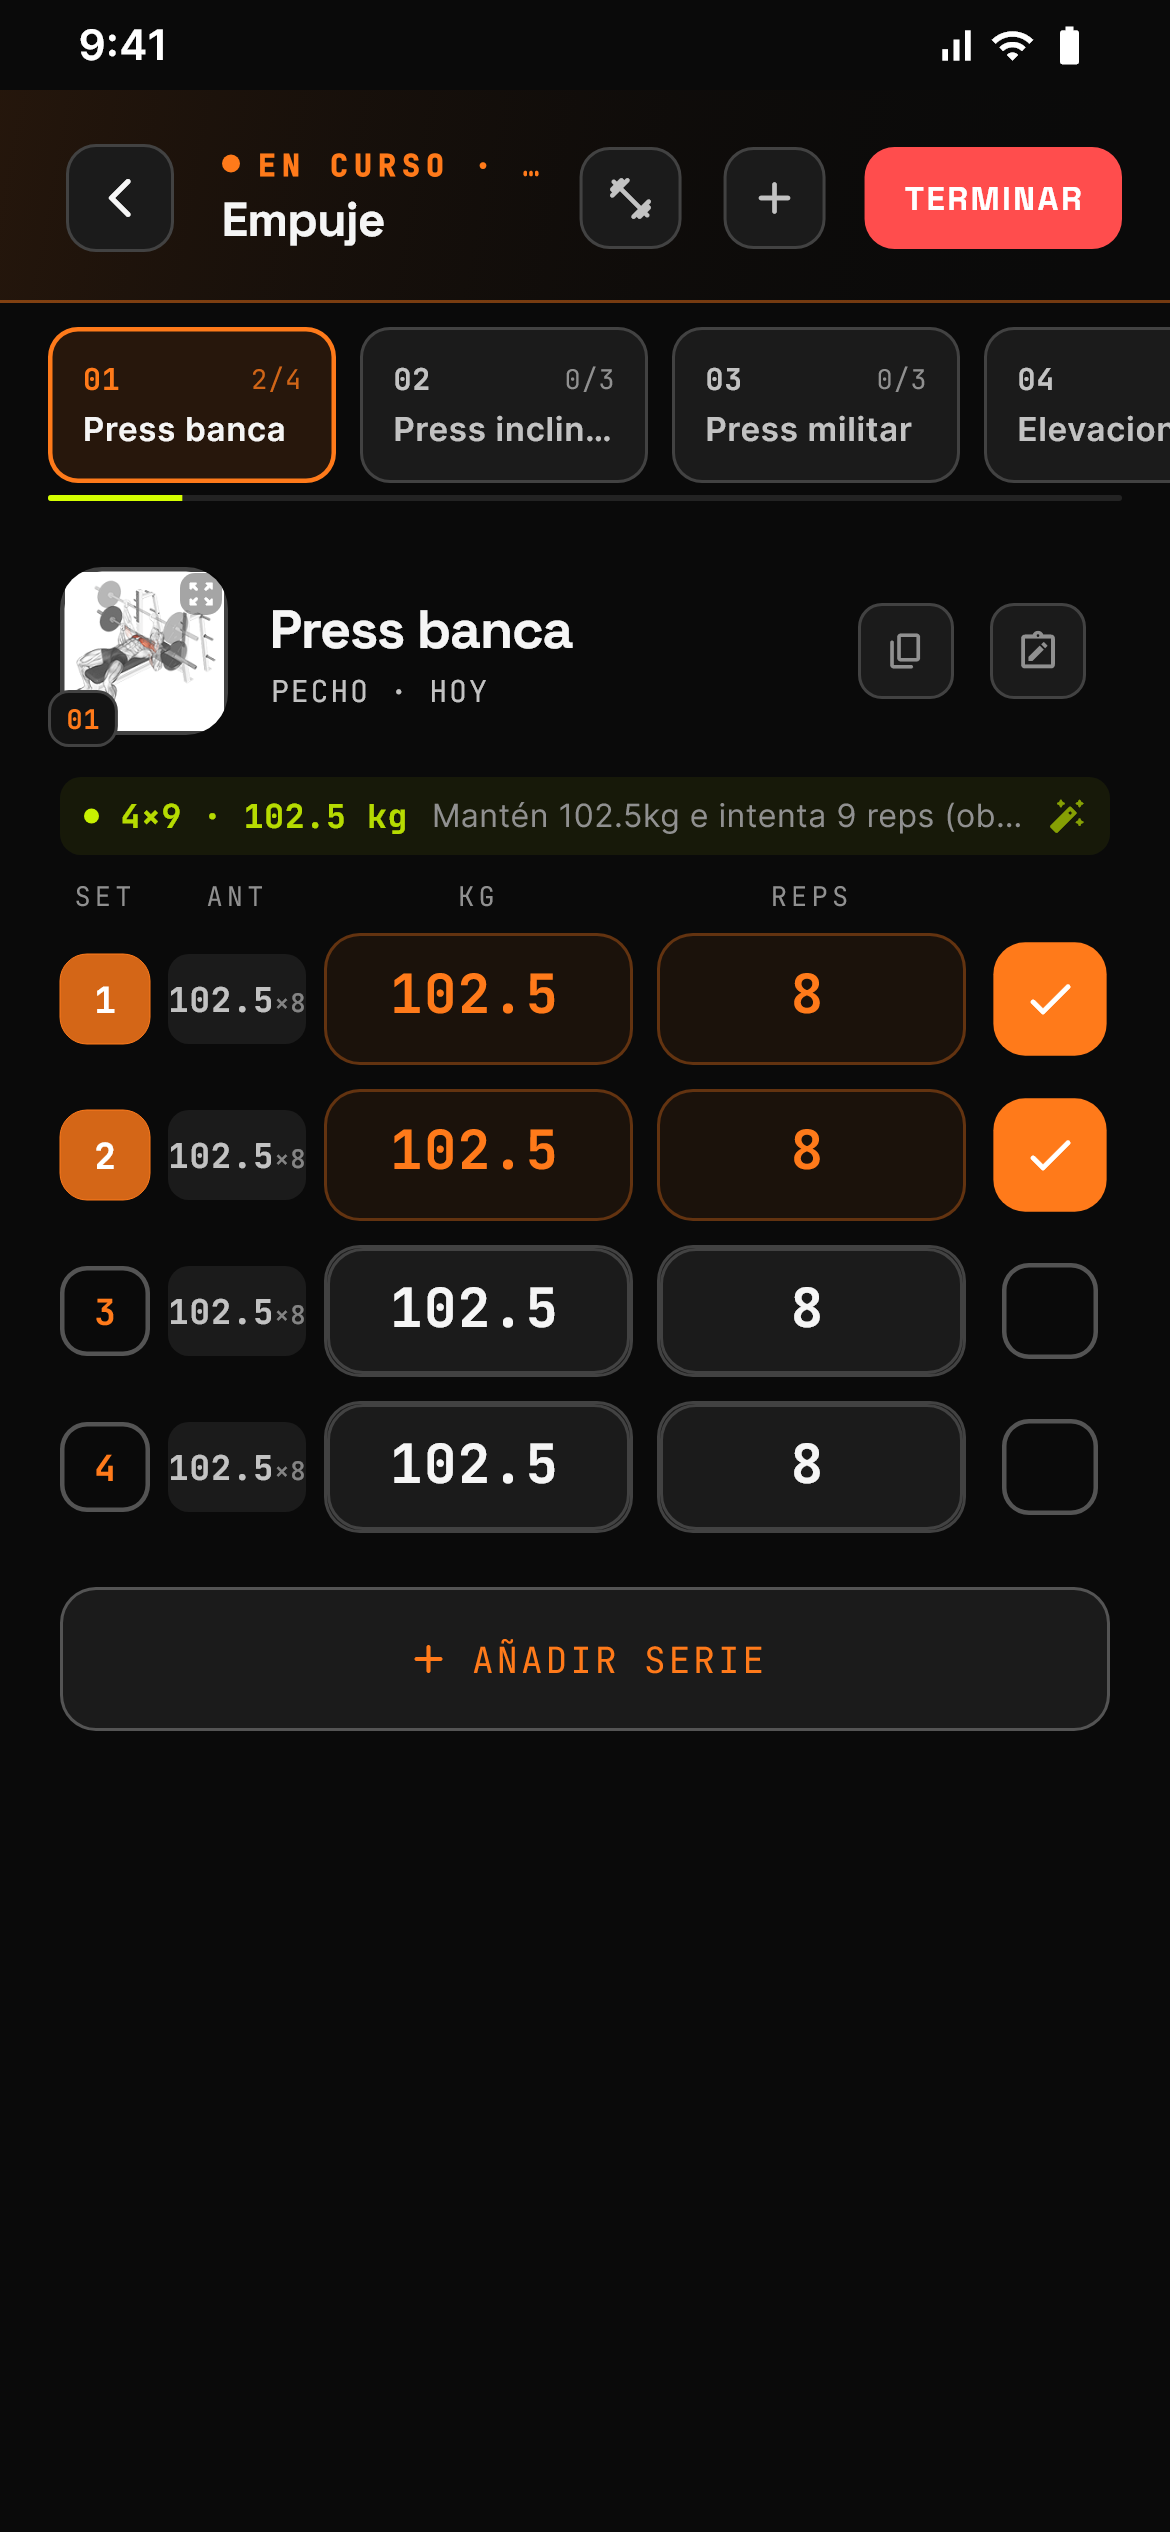 9:41
EN CURSO · …
Empuje
TERMINAR
01 2/4
Press banca
02 0/3
Press inclin...
03 0/3
Press militar
04
Elevacion
Press banca
PECHO · HOY
01
4×9 · 102.5 kg Mantén 102.5kg e intenta 9 reps (ob...
SET ANT KG REPS
1 102.5×8 102.5 8
2 102.5×8 102.5 8
3 102.5×8 102.5 8
4 102.5×8 102.5 8
+ AÑADIR SERIE